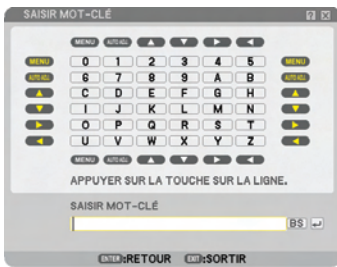 SAISIR MOT-CLÉ
MENU AUTO ADJ.
MENU 0 1 2 3 4 5 MENU
AUTO ADJ. 6 7 8 9 A B AUTO ADJ.
C D E F G H
I J K L M N
O P Q R S T
U V W X Y Z
MENU AUTO ADJ.
APPUYER SUR LA TOUCHE SUR LA LIGNE.
SAISIR MOT-CLÉ
BS
ENTER:RETOUR EXIT:SORTIR